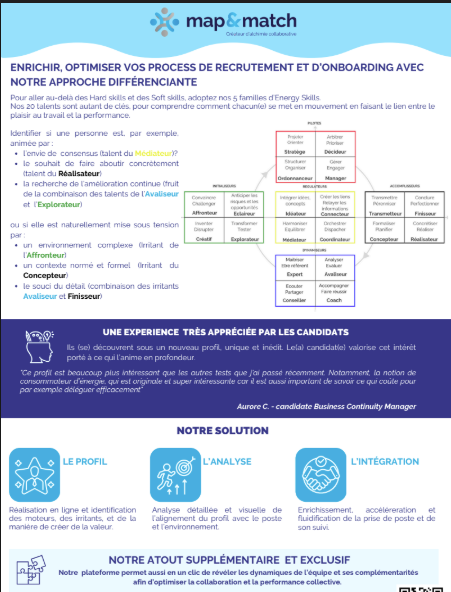 map&match
Créateur d'alchimie collaborative
ENRICHIR, OPTIMISER VOS PROCESS DE RECRUTEMENT ET D'ONBOARDING AVEC
NOTRE APPROCHE DIFFÉRENCIANTE
Pour aller au-delà des Hard skills et des Soft skills, adoptez nos 5 familles d'Energy Skills.
Nos 20 talents sont autant de clés, pour comprendre comment chacun(e) se met en mouvement en faisant le lien entre le
plaisir au travail et la performance.
Identifier si une personne est, par exemple,
animée par :
• l'envie de consensus (talent du Médiateur)?
• le souhait de faire aboutir concrètement
(talent du Réalisateur)
• la recherche de l'amélioration continue (fruit
de la combinaison des talents de l'Avaliseur
et l'Explorateur)
ou si elle est naturellement mise sous tension
par :
• un environnement complexe (Irritant de
l'Affronteur)
• un contexte normé et formel (Irritant du
Concepteur)
• le souci du détail (combinaison des irritants
Avaliseur et Finisseur)
PILOTES
Projeter
Orienter
Stratège
Arbitrer
Prioriser
Décideur
Structurer
Organiser
Ordonnanceur
Gérer
Engager
Manager
INITIALISEURS
REGULATEURS
ACCOMPLISSEURS
Convaincre
Challenger
Affronteur
Anticiper les
risques et les
opportunités
Eclaireur
Intégrer idées,
concepts
Idéateur
Créer les liens
Relayer les
informations
Connecteur
Transmettre
Pérenniser
Transmetteur
Conclure
Perfectionner
Finisseur
Inventer
Disrupter
Créatif
Transformer
Tester
Explorateur
Harmoniser
Equilibrer
Médiateur
Orchestrer
Dispatcher
Coordinateur
Formaliser
Planifier
Concepteur
Concrétiser
Réaliser
Réalisateur
Maitriser
Etre référent
Expert
Analyser
Evaluer
Avaliseur
Ecouter
Partager
Conseiller
Accompagner
Faire réussir
Coach
UNE EXPERIENCE TRÈS APPRÉCIÉE PAR LES CANDIDATS
Ils (se) découvrent sous un nouveau profil, unique et inédit. Le(a) candidat(e) valorise cet intérêt
porté à ce qui l'anime en profondeur.
"Ce profil est beaucoup plus intéressant que les autres tests que j'ai passé récemment. Notamment, la notion de
consommateur d'énergie, qui est originale et super intéressante car il est aussi important de savoir ce qui coûte pour
par exemple déléguer efficacement"
Aurore C. - candidate Business Continuity Manager
NOTRE SOLUTION
LE PROFIL
L'ANALYSE
L'INTÉGRATION
Réalisation en ligne et identification
des moteurs, des irritants, et de la
manière de créer de la valeur.
Analyse détaillée et visuelle de
l'alignement du profil avec le poste
et l'environnement.
Enrichissement, accélereration et
fluidification de la prise de poste et de
son suivi.
NOTRE ATOUT SUPPLÉMENTAIRE ET EXCLUSIF
Notre plateforme permet aussi en un clic de révéler les dynamiques de l'équipe et ses complémentarités
afin d'optimiser la collaboration et la performance collective.